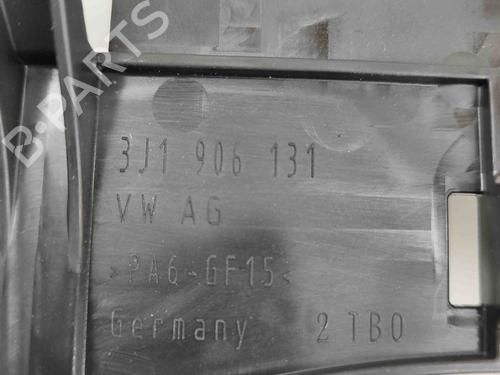 B-PARTS
3J1 906 131
VW AG
>PA6-GF15<
Germany 2 TB0